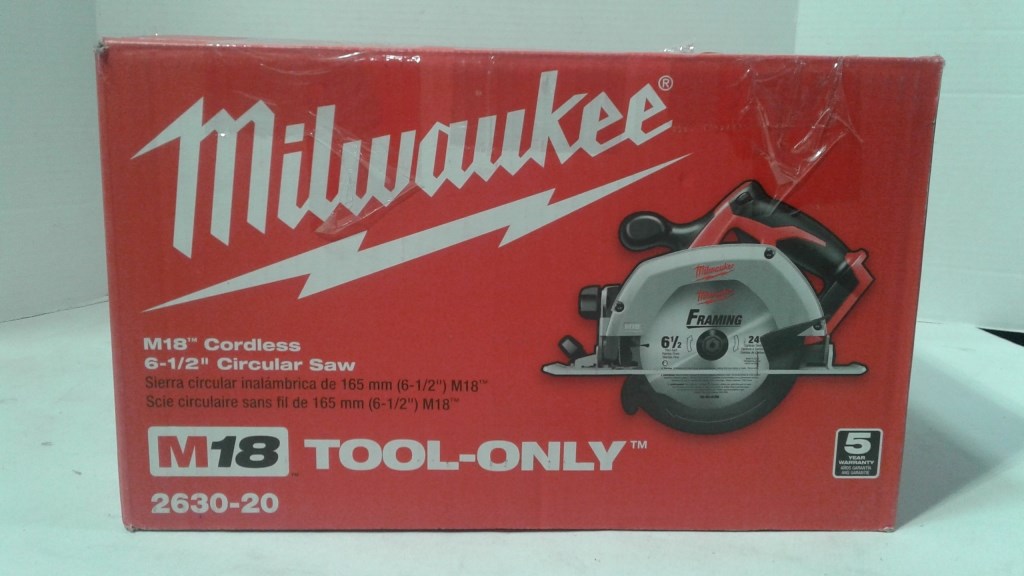 Milwaukee®
M18™ Cordless
6-1/2" Circular Saw
Sierra circular inalámbrica de 165 mm (6-1/2") M18™
Scie circulaire sans fil de 165 mm (6-1/2") M18™
M18 TOOL-ONLY™
2630-20
Milwaukee
Milwaukee
FRAMING
6½
24
5
YEAR
WARRANTY